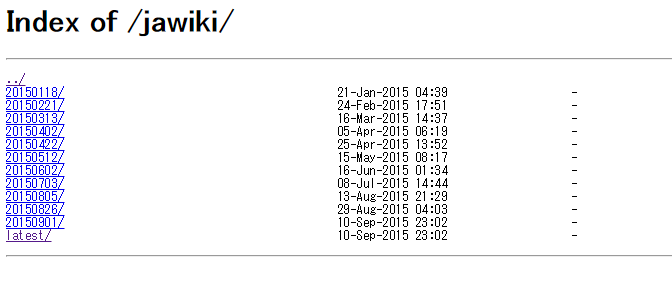 Index of /jawiki/
../
20150118/ 21-Jan-2015 04:39 -
20150221/ 24-Feb-2015 17:51 -
20150313/ 16-Mar-2015 14:37 -
20150402/ 05-Apr-2015 06:19 -
20150422/ 25-Apr-2015 13:52 -
20150512/ 15-May-2015 08:17 -
20150602/ 16-Jun-2015 01:34 -
20150703/ 08-Jul-2015 14:44 -
20150805/ 13-Aug-2015 21:29 -
20150826/ 29-Aug-2015 04:03 -
20150901/ 10-Sep-2015 23:02 -
latest/ 10-Sep-2015 23:02 -